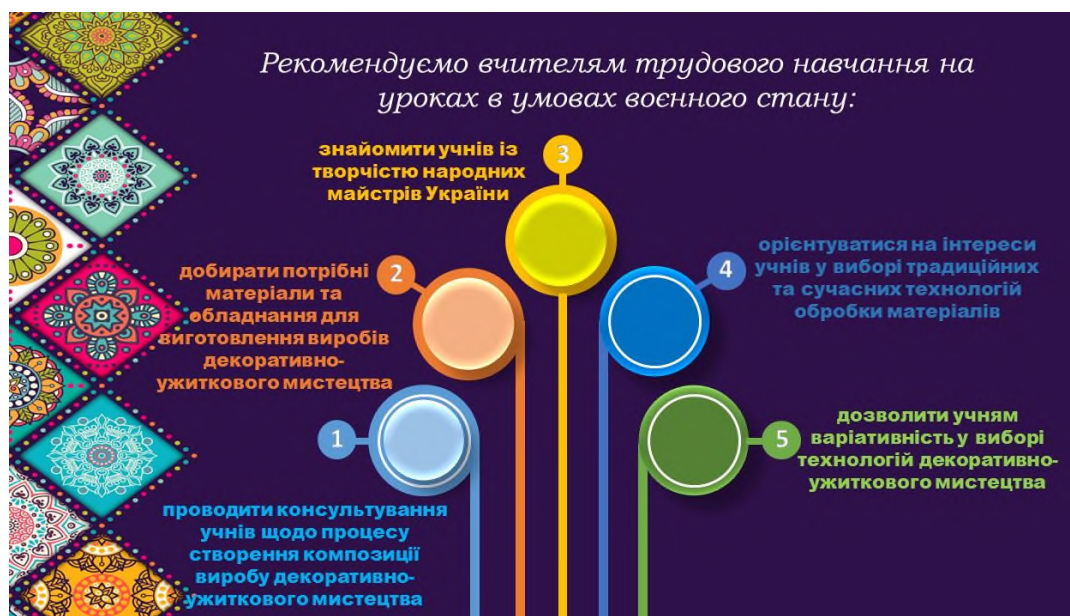 Рекомендуємо вчителям трудового навчання на
уроках в умовах воєнного стану:
1
проводити консультування
учнів щодо процесу
створення композиції
виробу декоративно-
ужиткового мистецтва
2
добирати потрібні
матеріали та
обладнання для
виготовлення виробів
декоративно-
ужиткового мистецтва
3
знайомити учнів із
творчістю народних
майстрів України
4
орієнтуватися на інтереси
учнів у виборі традиційних
та сучасних технологій
обробки матеріалів
5
дозволити учням
варіативність у виборі
технологій декоративно-
ужиткового мистецтва